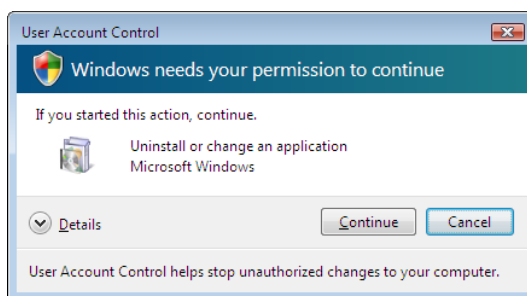 User Account Control
Windows needs your permission to continue
If you started this action, continue.
Uninstall or change an application
Microsoft Windows
Details
Continue
Cancel
User Account Control helps stop unauthorized changes to your computer.